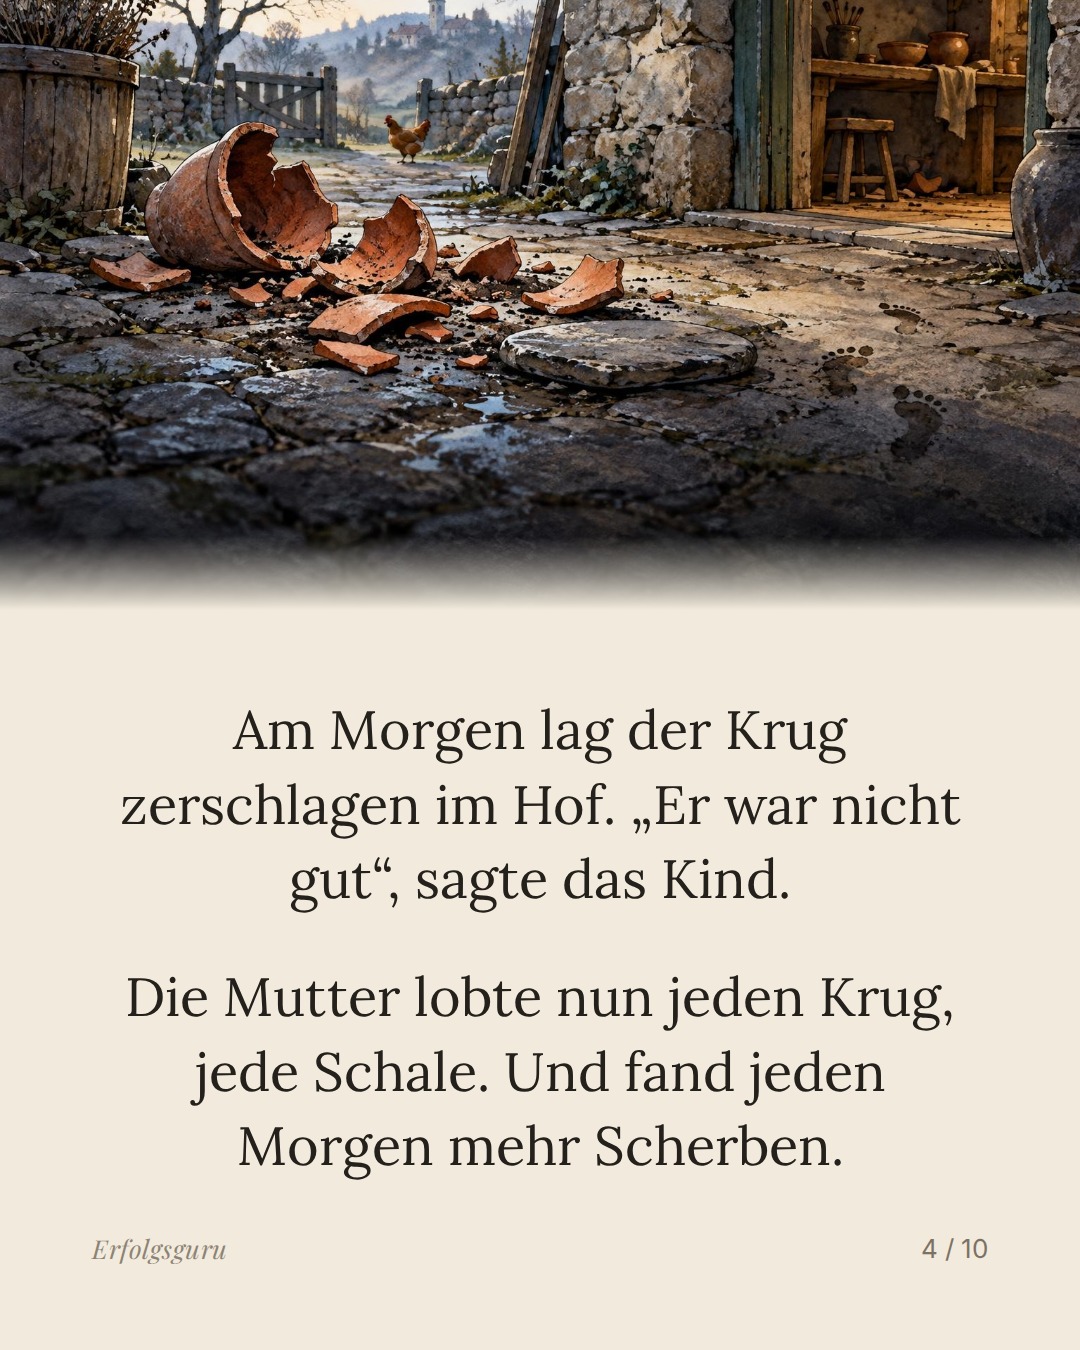 Am Morgen lag der Krug
zerschlagen im Hof. „Er war nicht
gut“, sagte das Kind.
Die Mutter lobte nun jeden Krug,
jede Schale. Und fand jeden
Morgen mehr Scherben.
Erfolgsguru
4 / 10